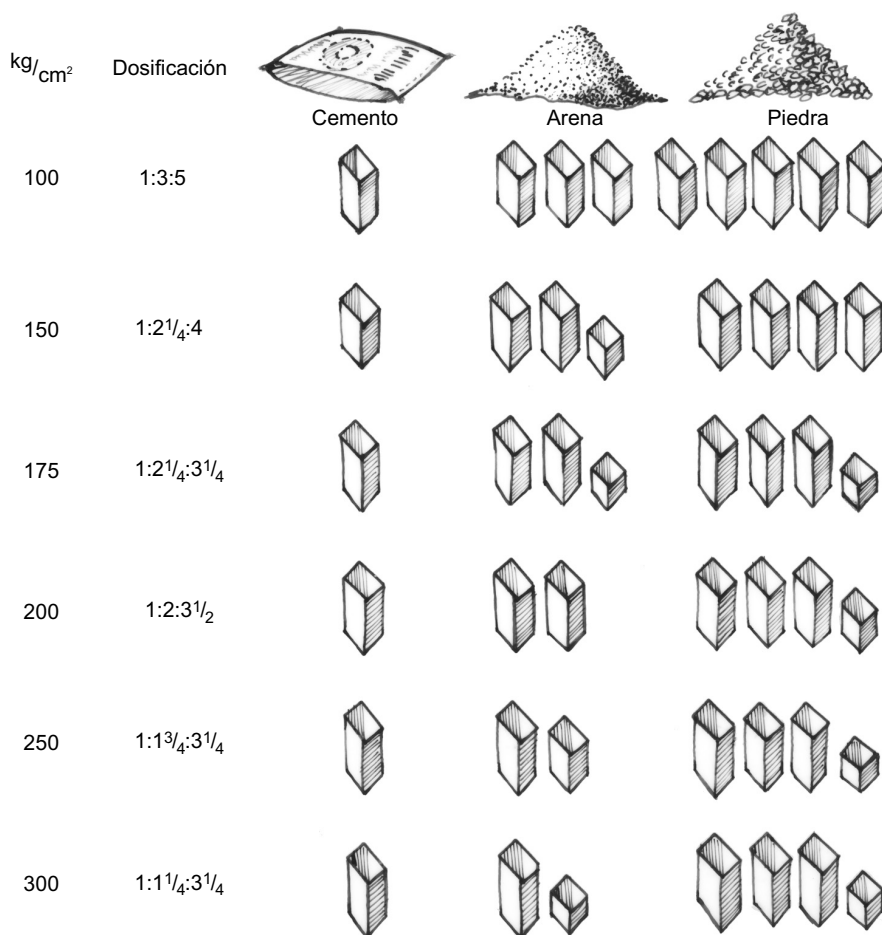 kg/cm²
Dosificación
Cemento
Arena
Piedra
100 1:3:5
150 1:2¹/₄:4
175 1:2¹/₄:3¹/₄
200 1:2:3¹/₂
250 1:1³/₄:3¹/₄
300 1:1¹/₄:3¹/₄